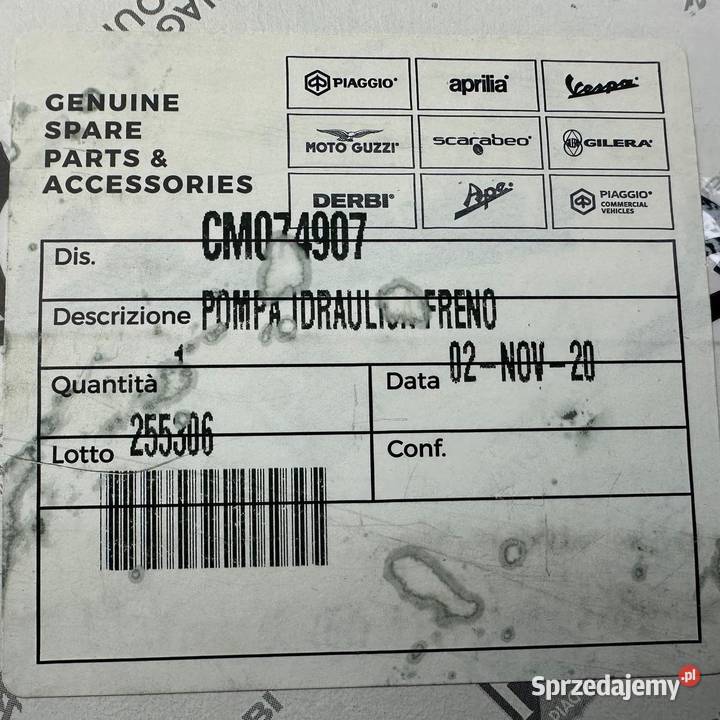 GENUINE
SPARE
PARTS &
ACCESSORIES
PIAGGIO® aprilia® Vespa®
MOTO GUZZI® scarabeo® GILERA®
DERBI® Ape® PIAGGIO®
COMMERCIAL
VEHICLES
Dis. CM074907
Descrizione POMPA IDRAULICA FRENO
Quantità 1
Data 02-NOV-20
Lotto 255306
Conf.
Sprzedajemy.pl